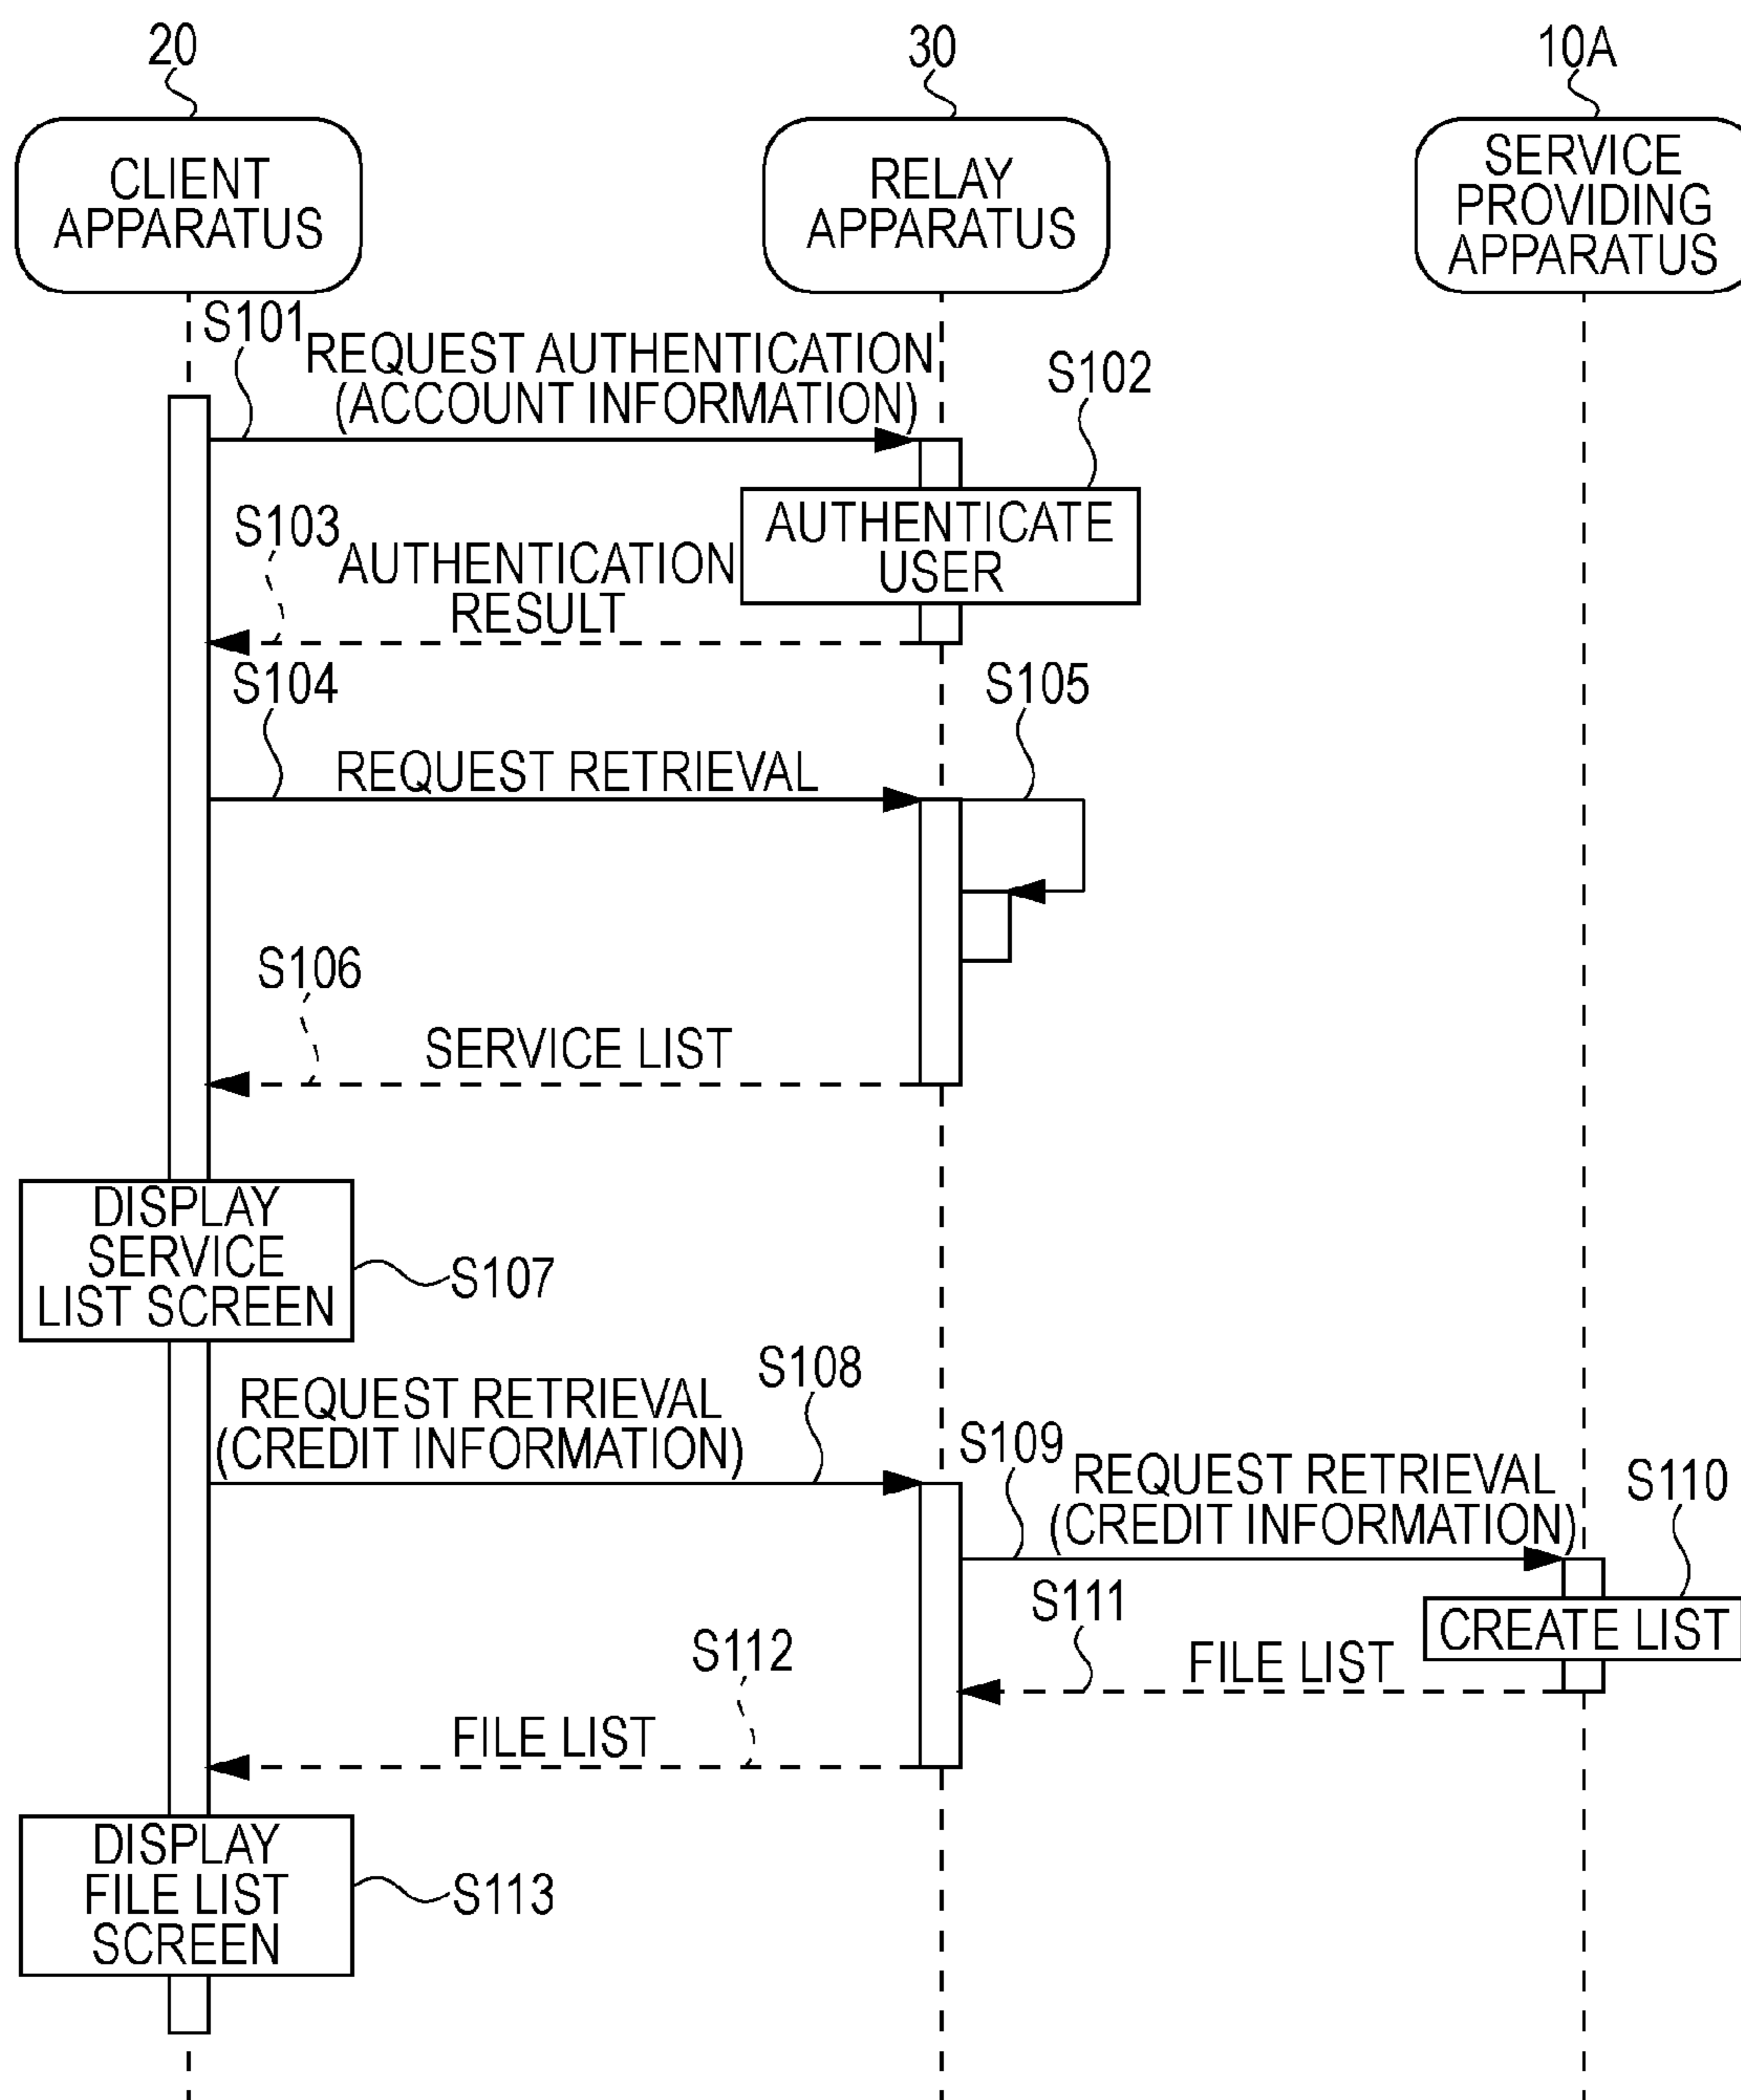 20
30
10A
CLIENT
APPARATUS
RELAY
APPARATUS
SERVICE
PROVIDING
APPARATUS
S101
REQUEST AUTHENTICATION
(ACCOUNT INFORMATION)
S102
AUTHENTICATE
USER
S103
AUTHENTICATION
RESULT
S104
REQUEST RETRIEVAL
S105
S106
SERVICE LIST
DISPLAY
SERVICE
LIST SCREEN
S107
S108
REQUEST RETRIEVAL
(CREDIT INFORMATION)
S109
REQUEST RETRIEVAL
(CREDIT INFORMATION)
S110
CREATE LIST
S111
FILE LIST
S112
FILE LIST
DISPLAY
FILE LIST
SCREEN
S113